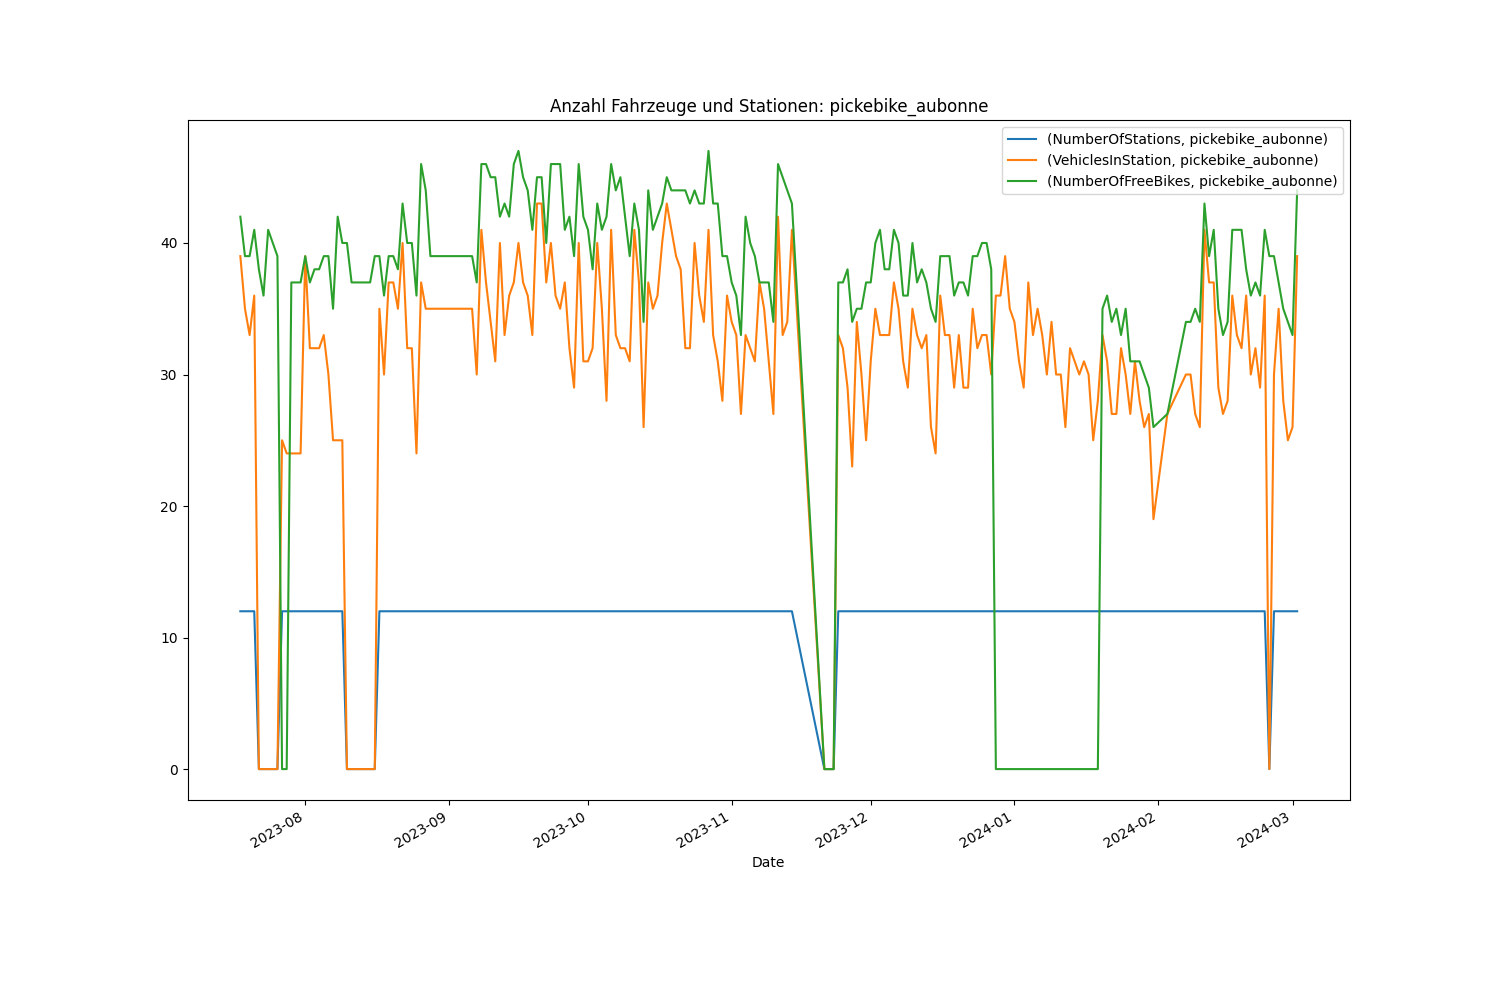 Anzahl Fahrzeuge und Stationen: pickebike_aubonne
(NumberOfStations, pickebike_aubonne)
(VehiclesInStation, pickebike_aubonne)
(NumberOfFreeBikes, pickebike_aubonne)
40
30
20
10
0
2023-08
2023-09
2023-10
2023-11
2023-12
2024-01
2024-02
2024-03
Date